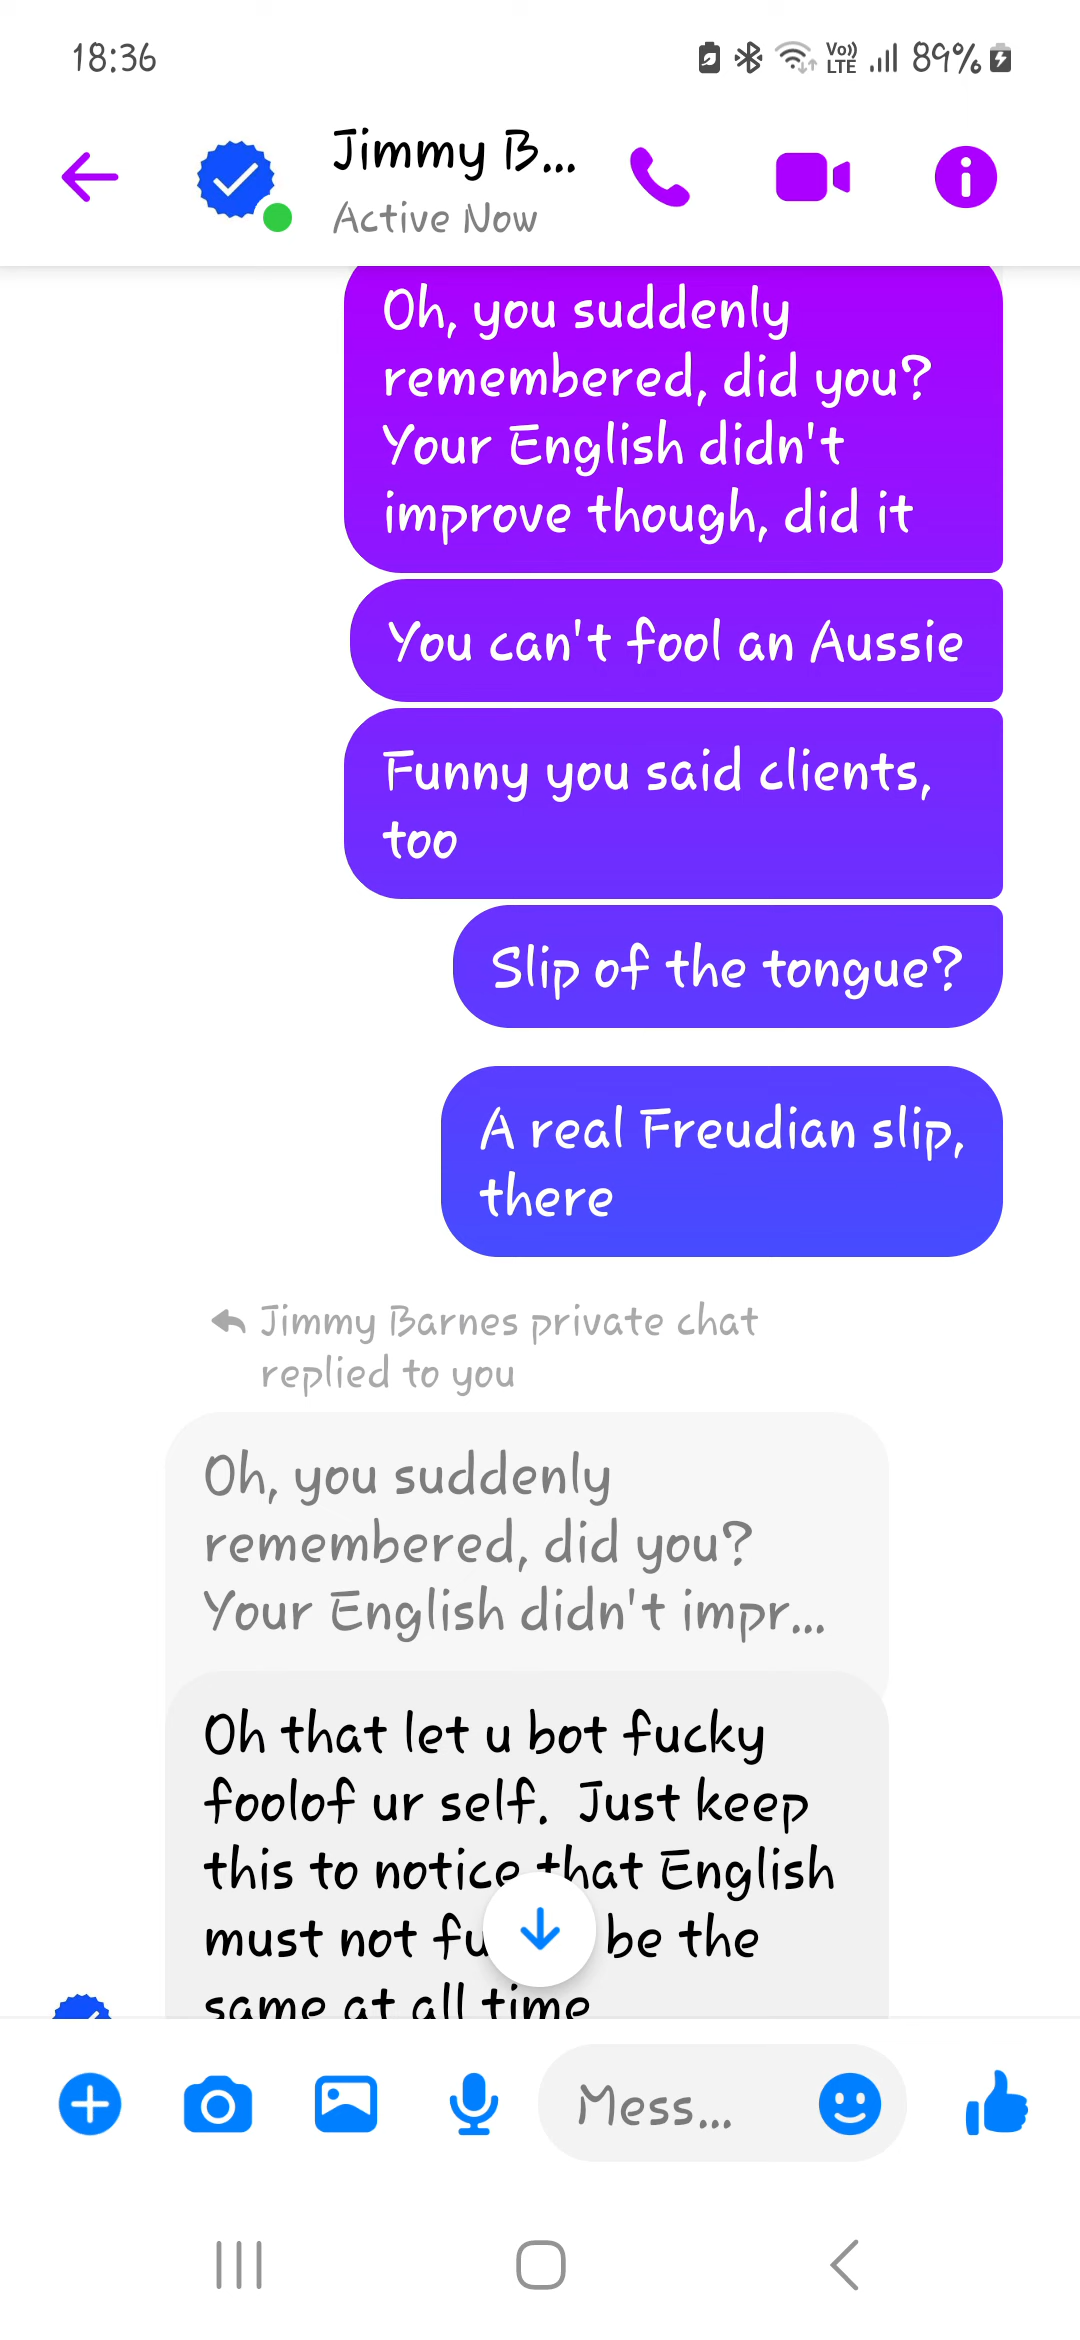 18:36
Vo)) LTE 89%
Jimmy B...
Active Now
Oh, you suddenly
remembered, did you?
Your English didn't
improve though, did it
You can't fool an Aussie
Funny you said clients,
too
Slip of the tongue?
A real Freudian slip,
there
Jimmy Barnes private chat
replied to you
Oh, you suddenly
remembered, did you?
Your English didn't impr...
Oh that let u bot fucky
foolof ur self. Just keep
this to notice that English
must not be the
same at all time
Mess...